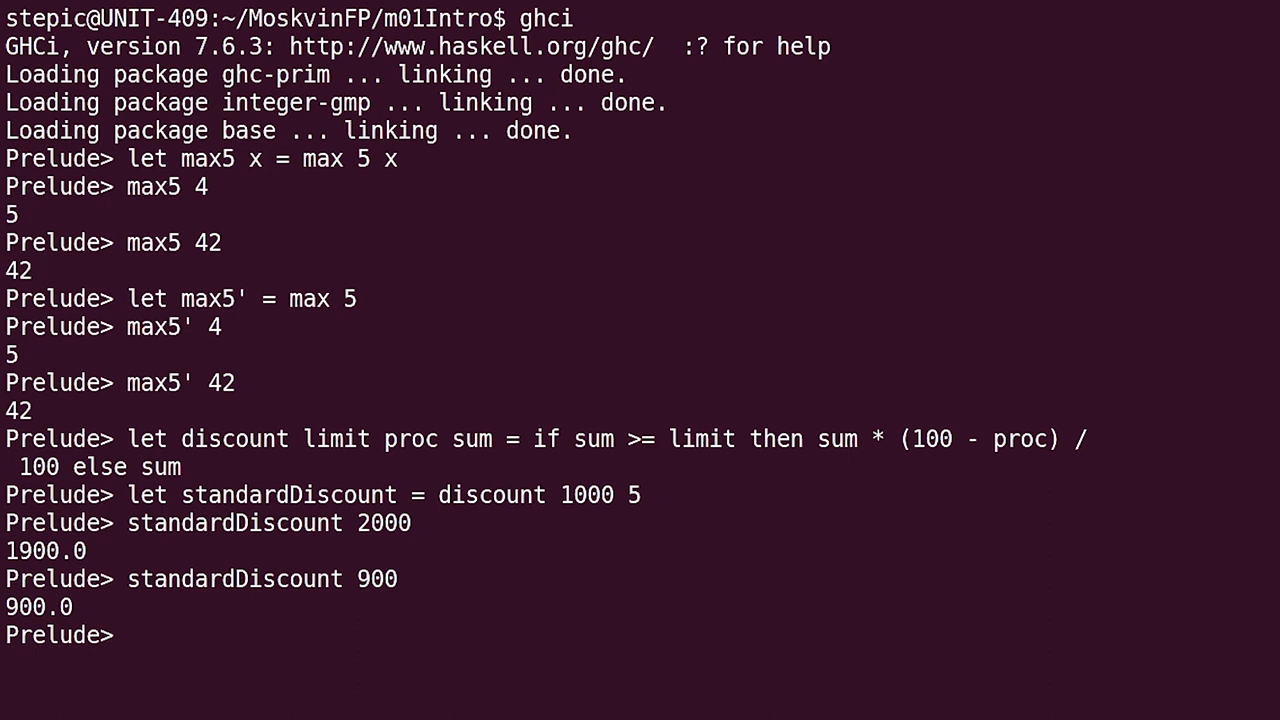 stepic@UNIT-409:~/MoskvinFP/m01Intro$ ghci
GHCi, version 7.6.3: http://www.haskell.org/ghc/  :? for help
Loading package ghc-prim ... linking ... done.
Loading package integer-gmp ... linking ... done.
Loading package base ... linking ... done.
Prelude> let max5 x = max 5 x
Prelude> max5 4
5
Prelude> max5 42
42
Prelude> let max5' = max 5
Prelude> max5' 4
5
Prelude> max5' 42
42
Prelude> let discount limit proc sum = if sum >= limit then sum * (100 - proc) /
 100 else sum
Prelude> let standardDiscount = discount 1000 5
Prelude> standardDiscount 2000
1900.0
Prelude> standardDiscount 900
900.0
Prelude>